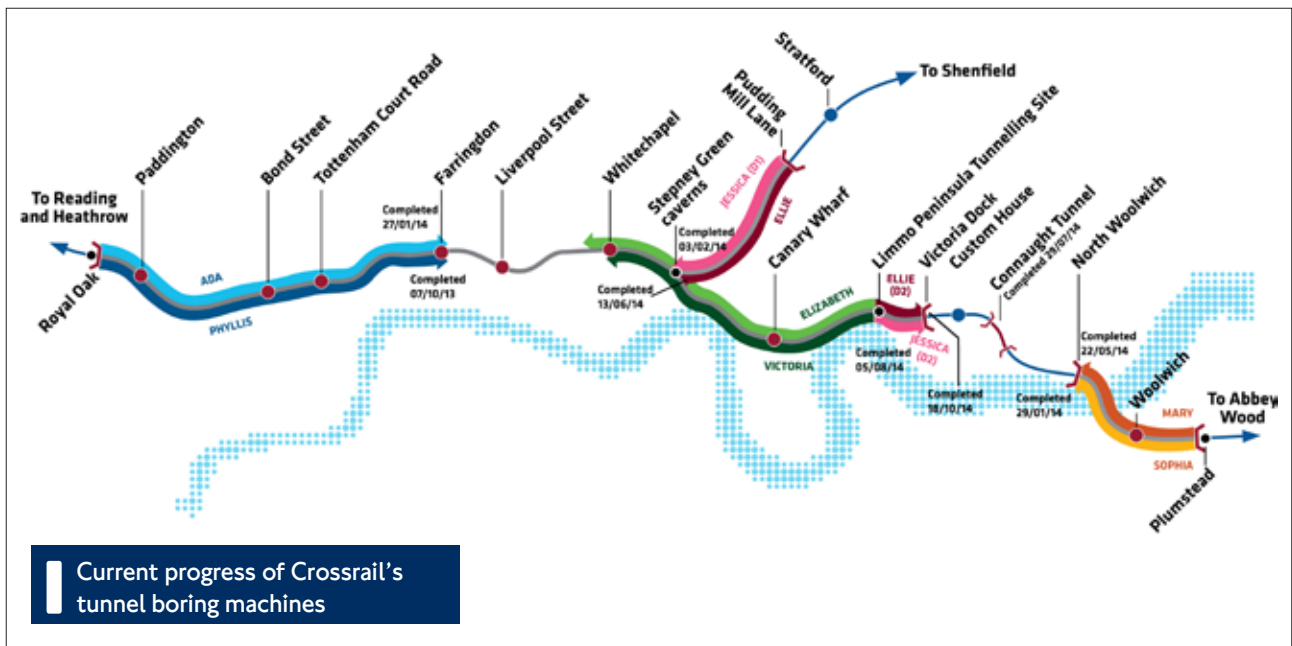 To Reading
and Heathrow
Royal Oak
Paddington
Bond Street
Tottenham Court Road
Farringdon
Liverpool Street
Whitechapel
Stepney Green
caverns
Pudding
Mill Lane
Stratford
To Shenfield
Canary Wharf
Limmo Peninsula Tunnelling Site
Victoria Dock
Custom House
Connaught Tunnel
Completed 29/07/14
North Woolwich
Woolwich
To Abbey
Wood
Plumstead
ADA
PHYLLIS
Completed
27/01/14
Completed
07/10/13
Completed
03/02/14
Completed
13/06/14
JESSICA (D1)
ELLIE
ELIZABETH
VICTORIA
ELLIE
(D2)
JESSICA
(D2)
Completed
05/08/14
Completed
18/10/14
Completed
22/05/14
Completed
29/01/14
MARY
SOPHIA
Current progress of Crossrail's
tunnel boring machines